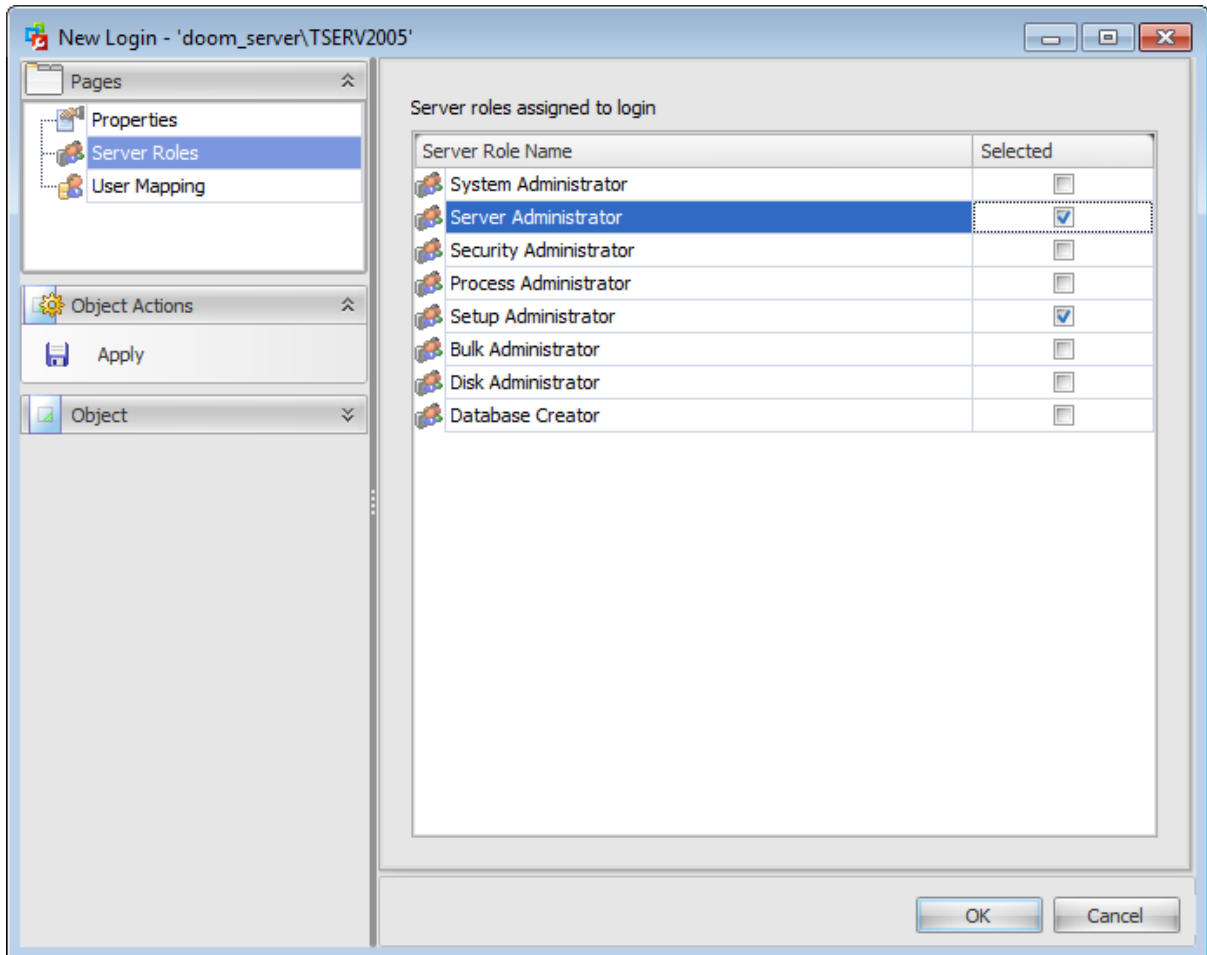 New Login - 'doom_server\TSERV2005'
Pages
Properties
Server Roles
User Mapping
Object Actions
Apply
Object
Server roles assigned to login
Server Role Name Selected
System Administrator
Server Administrator
Security Administrator
Process Administrator
Setup Administrator
Bulk Administrator
Disk Administrator
Database Creator
OK Cancel